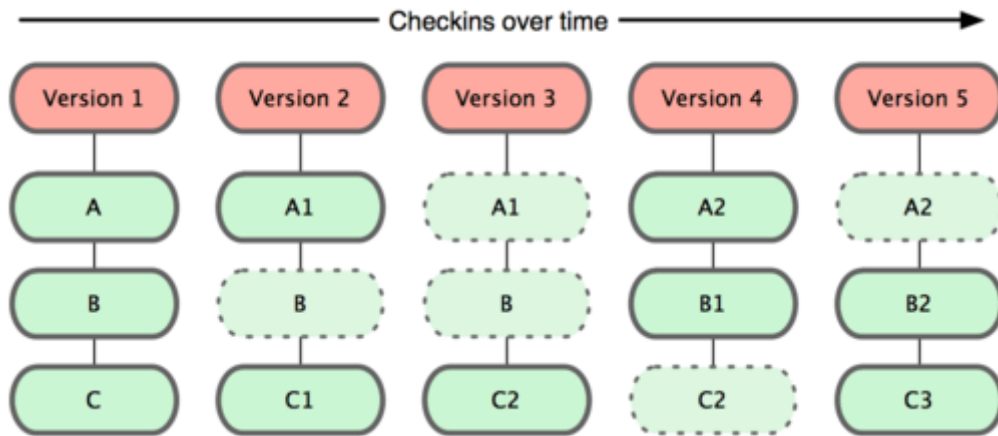 Checkins over time
Version 1 Version 2 Version 3 Version 4 Version 5
A A1 A1 A2 A2
B B B B1 B2
C C1 C2 C2 C3